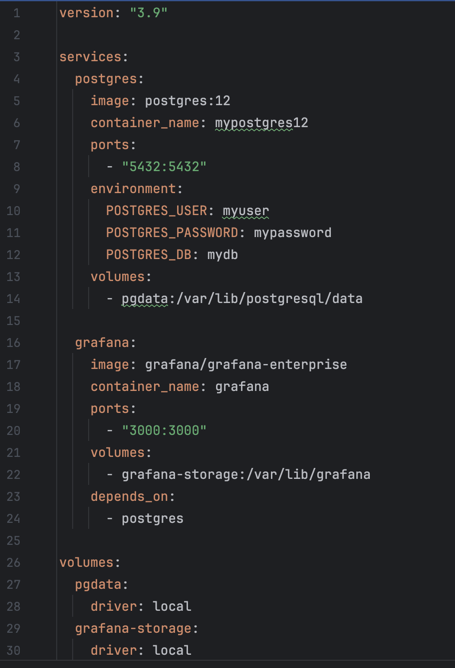 1 version: "3.9"
2
3 services:
4   postgres:
5     image: postgres:12
6     container_name: mypostgres12
7     ports:
8       - "5432:5432"
9     environment:
10       POSTGRES_USER: myuser
11       POSTGRES_PASSWORD: mypassword
12       POSTGRES_DB: mydb
13     volumes:
14       - pgdata:/var/lib/postgresql/data
15
16   grafana:
17     image: grafana/grafana-enterprise
18     container_name: grafana
19     ports:
20       - "3000:3000"
21     volumes:
22       - grafana-storage:/var/lib/grafana
23     depends_on:
24       - postgres
25
26 volumes:
27   pgdata:
28     driver: local
29   grafana-storage:
30     driver: local